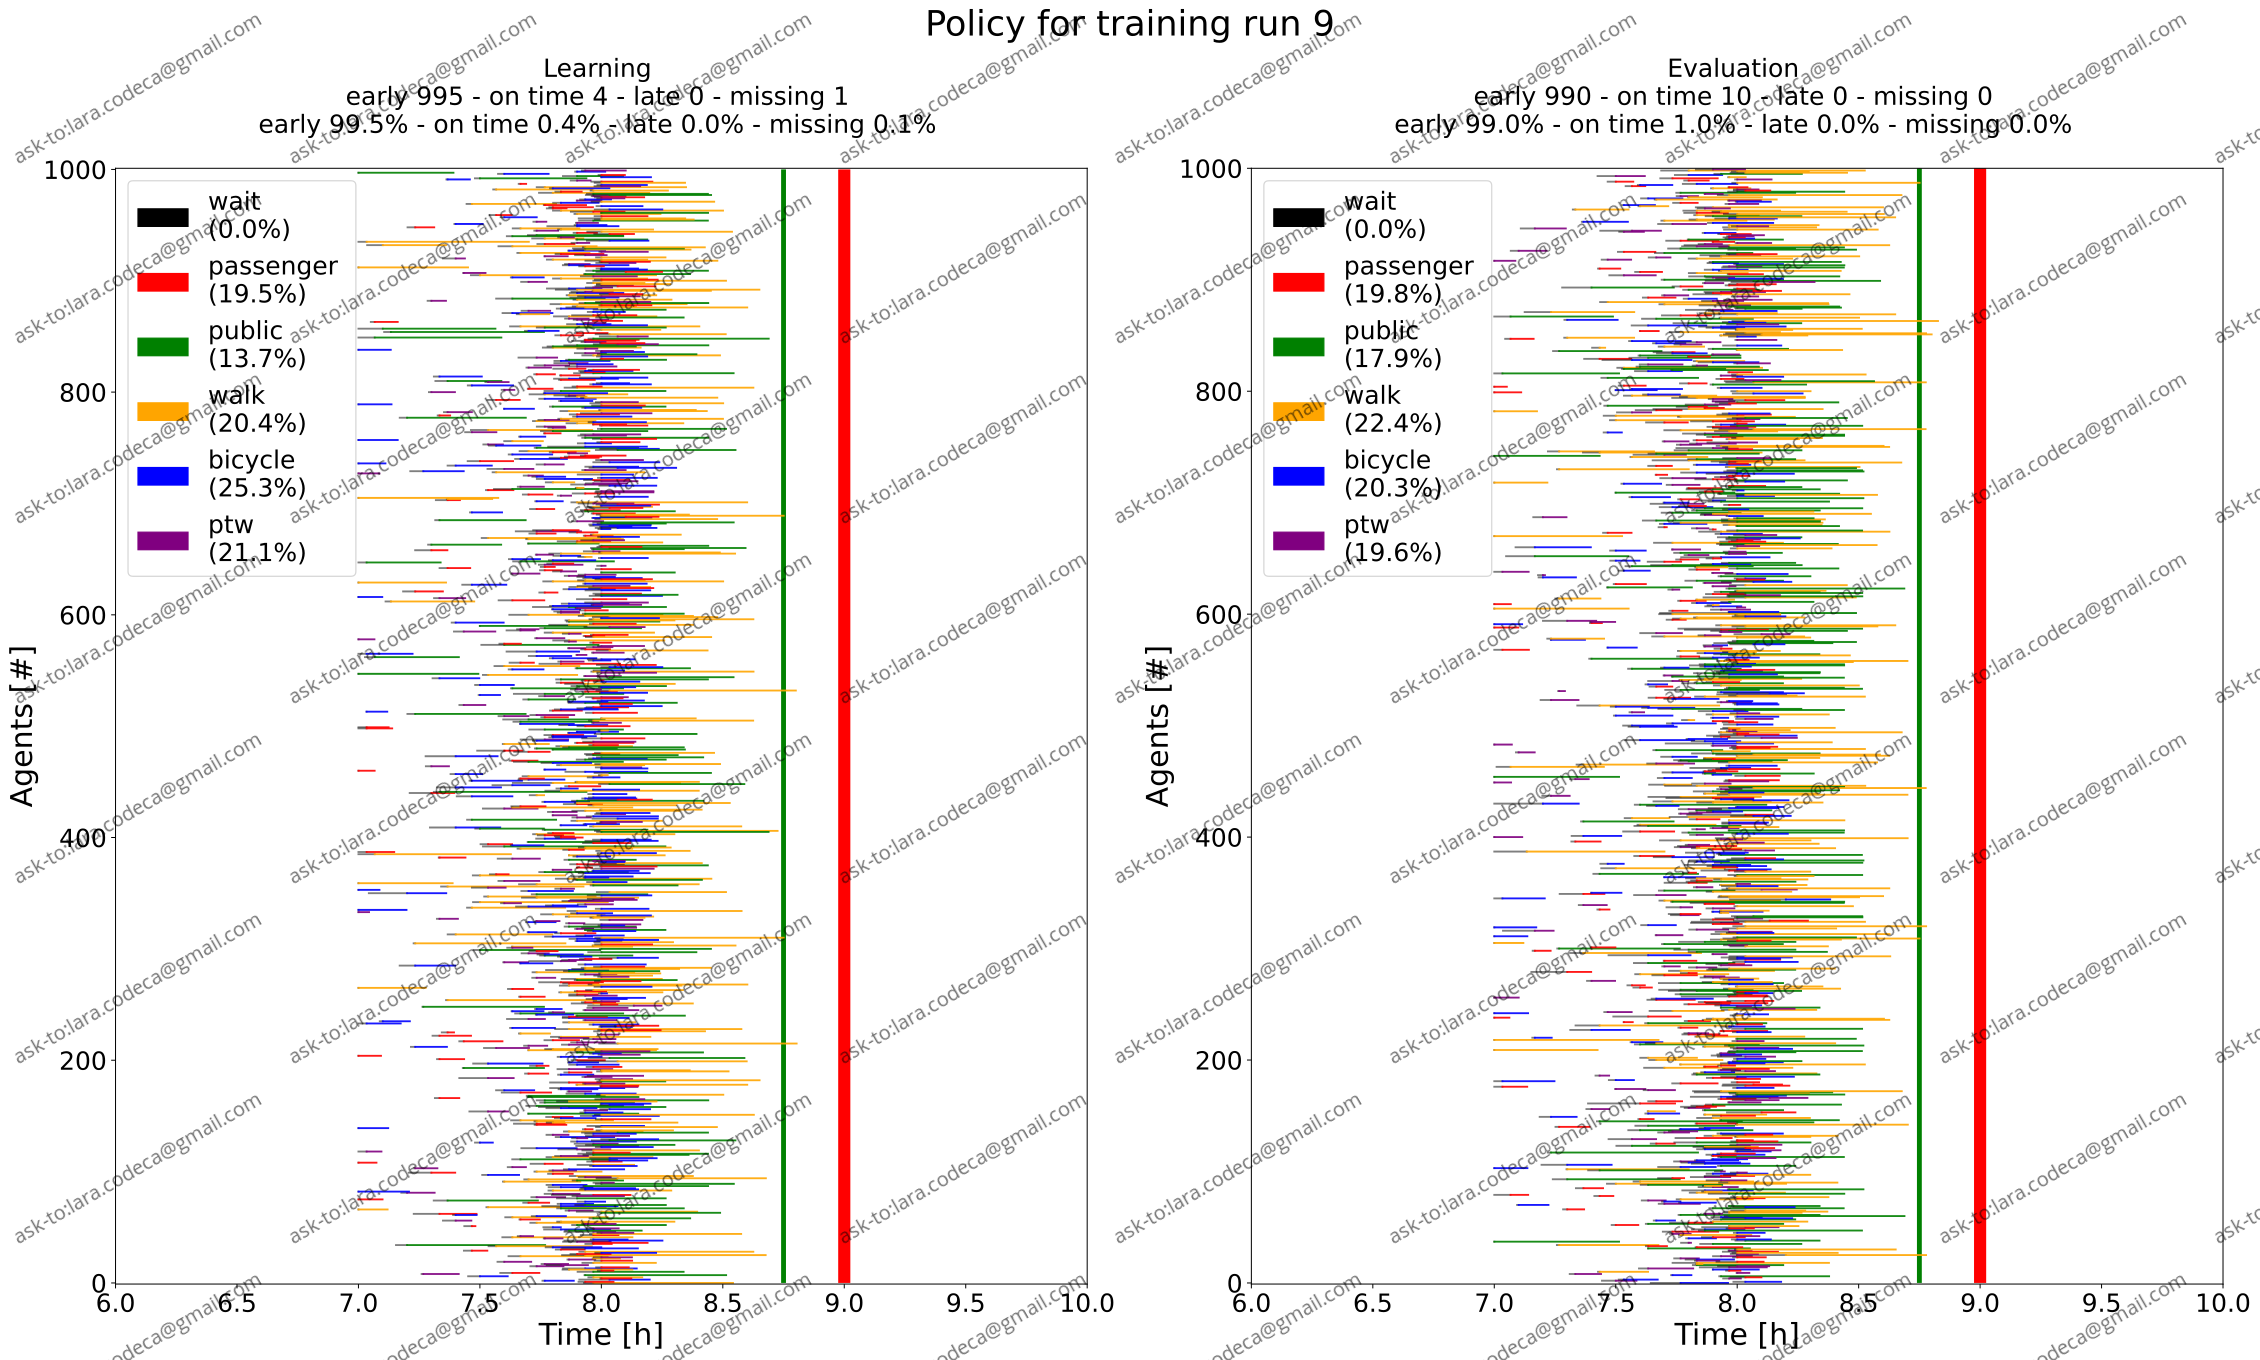 Policy for training run 9
Learning
early 995 - on time 4 - late 0 - missing 1
early 99.5% - on time 0.4% - late 0.0% - missing 0.1%
1000
800
600
400
200
0
Agents [#]
wait
(0.0%)
passenger
(19.5%)
public
(13.7%)
walk
(20.4%)
bicycle
(25.3%)
ptw
(21.1%)
6.0 6.5 7.0 7.5 8.0 8.5 9.0 9.5 10.0
Time [h]
Evaluation
early 990 - on time 10 - late 0 - missing 0
early 99.0% - on time 1.0% - late 0.0% - missing 0.0%
1000
800
600
400
200
0
Agents [#]
wait
(0.0%)
passenger
(19.8%)
public
(17.9%)
walk
(22.4%)
bicycle
(20.3%)
ptw
(19.6%)
6.0 6.5 7.0 7.5 8.0 8.5 9.0 9.5 10.0
Time [h]
ask-to:lara.codeca@gmail.com